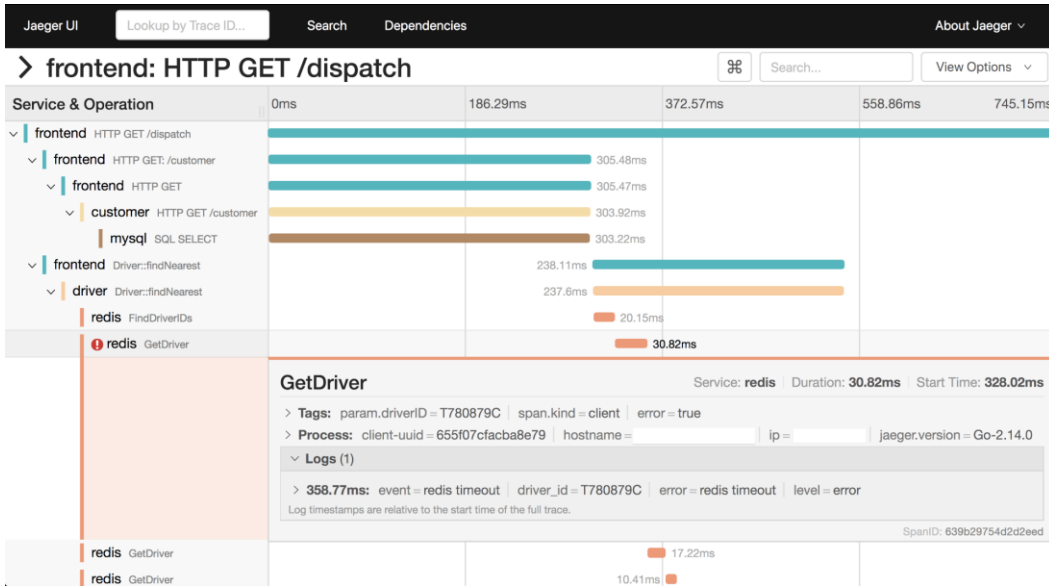 Jaeger UI Lookup by Trace ID... Search Dependencies About Jaeger
frontend: HTTP GET /dispatch ⌘ Search... View Options
Service & Operation 0ms 186.29ms 372.57ms 558.86ms 745.15ms
frontend HTTP GET /dispatch
frontend HTTP GET: /customer 305.48ms
frontend HTTP GET 305.47ms
customer HTTP GET /customer 303.92ms
mysql SQL SELECT 303.22ms
frontend Driver::findNearest 238.11ms
driver Driver::findNearest 237.6ms
redis FindDriverIDs 20.15ms
redis GetDriver 30.82ms
GetDriver Service: redis Duration: 30.82ms Start Time: 328.02ms
Tags: param.driverID = T780879C span.kind = client error = true
Process: client-uuid = 655f07cfacba8e79 hostname = ip = jaeger.version = Go-2.14.0
Logs (1)
358.77ms: event = redis timeout driver_id = T780879C error = redis timeout level = error
Log timestamps are relative to the start time of the full trace.
SpanID: 639b29754d2d2eed
redis GetDriver 17.22ms
redis GetDriver 10.41ms